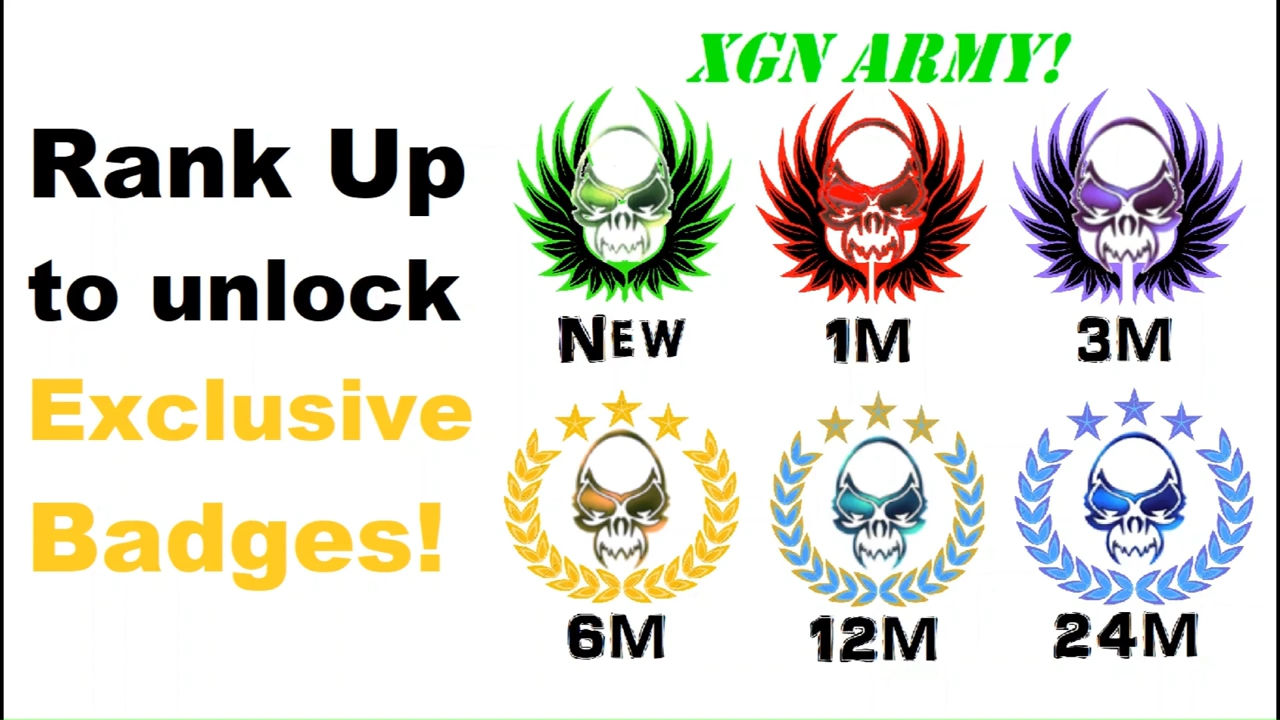 XGN ARMY!
Rank Up
to unlock
Exclusive
Badges!
New 1M 3M
6M 12M 24M